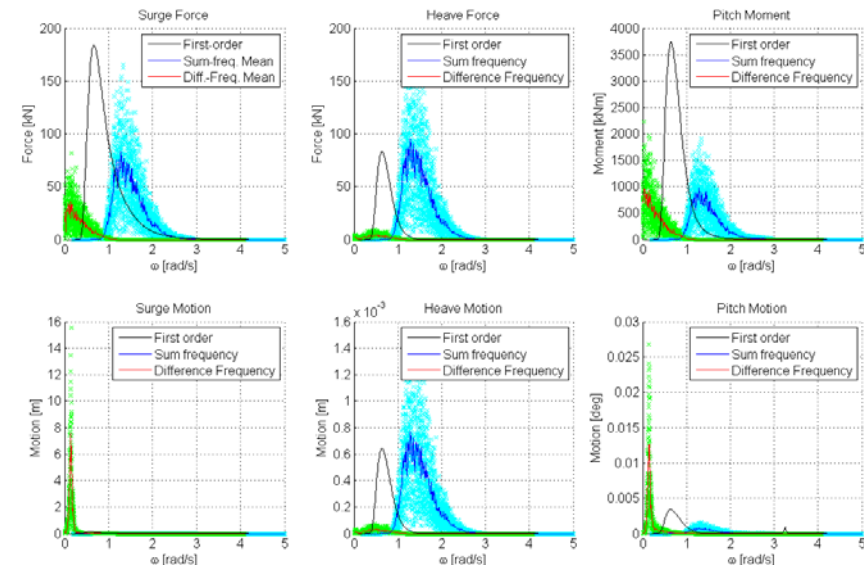 Surge Force
First-order
Sum-freq. Mean
Diff.-Freq. Mean
Force [kN]
200
150
100
50
0
0 1 2 3 4 5
ω [rad/s]
Heave Force
First-order
Sum frequency
Difference Frequency
Force [kN]
200
150
100
50
0
0 1 2 3 4 5
ω [rad/s]
Pitch Moment
First-order
Sum frequency
Difference Frequency
Moment [kNm]
4000
3500
3000
2500
2000
1500
1000
500
0
0 1 2 3 4 5
ω [rad/s]
Surge Motion
First order
Sum frequency
Difference Frequency
Motion [m]
16
14
12
10
8
6
4
2
0
0 1 2 3 4 5
ω [rad/s]
Heave Motion
x 10^-3
First order
Sum frequency
Difference Frequency
Motion [m]
1.6
1.4
1.2
1
0.8
0.6
0.4
0.2
0
0 1 2 3 4 5
ω [rad/s]
Pitch Motion
First order
Sum frequency
Difference Frequency
Motion [deg]
0.03
0.025
0.02
0.015
0.01
0.005
0
0 1 2 3 4 5
ω [rad/s]